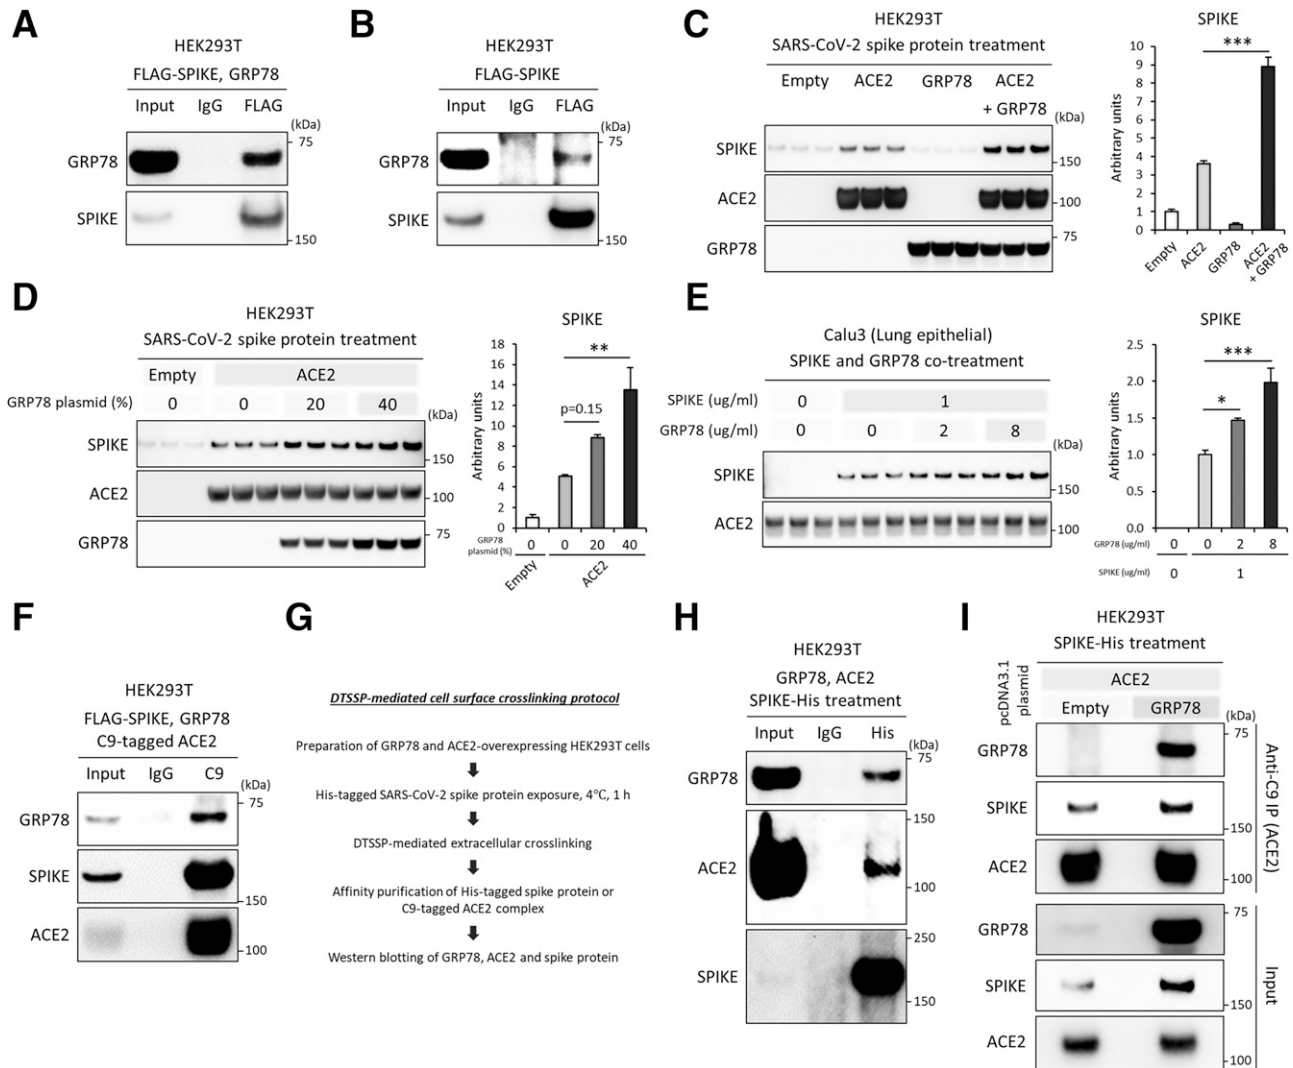 A
HEK293T
FLAG-SPIKE, GRP78
Input IgG FLAG
(kDa)
75
GRP78
SPIKE
150
B
HEK293T
FLAG-SPIKE
Input IgG FLAG
(kDa)
75
GRP78
SPIKE
150
C
HEK293T
SARS-CoV-2 spike protein treatment
Empty ACE2 GRP78 ACE2
+ GRP78
(kDa)
SPIKE
150
ACE2
100
75
GRP78
SPIKE
***
Arbitrary units
10
9
8
7
6
5
4
3
2
1
0
Empty
ACE2
GRP78
ACE2
+ GRP78
D
HEK293T
SARS-CoV-2 spike protein treatment
Empty ACE2
GRP78 plasmid (%) 0 0 20 40
(kDa)
SPIKE
150
ACE2
100
75
GRP78
SPIKE
**
p=0.15
Arbitrary units
18
16
14
12
10
8
6
4
2
0
GRP78
plasmid (%)
0 0 20 40
Empty
ACE2
E
Calu3 (Lung epithelial)
SPIKE and GRP78 co-treatment
SPIKE (ug/ml) 0 1
GRP78 (ug/ml) 0 0 2 8
(kDa)
SPIKE
150
ACE2
100
SPIKE
***
*
Arbitrary units
2.5
2.0
1.5
1.0
0.5
0.0
GRP78 (ug/ml) 0 0 2 8
SPIKE (ug/ml) 0 1
F
HEK293T
FLAG-SPIKE, GRP78
C9-tagged ACE2
Input IgG C9
(kDa)
75
GRP78
SPIKE
150
ACE2
100
G
DTSSP-mediated cell surface crosslinking protocol
Preparation of GRP78 and ACE2-overexpressing HEK293T cells
His-tagged SARS-CoV-2 spike protein exposure, 4°C, 1 h
DTSSP-mediated extracellular crosslinking
Affinity purification of His-tagged spike protein or
C9-tagged ACE2 complex
Western blotting of GRP78, ACE2 and spike protein
H
HEK293T
GRP78, ACE2
SPIKE-His treatment
Input IgG His
(kDa)
75
GRP78
150
ACE2
100
250
SPIKE
150
I
HEK293T
SPIKE-His treatment
pcDNA3.1
plasmid
ACE2
Empty GRP78
(kDa)
75
GRP78
SPIKE
150
ACE2
100
Anti-C9 IP (ACE2)
75
GRP78
SPIKE
150
ACE2
100
Input